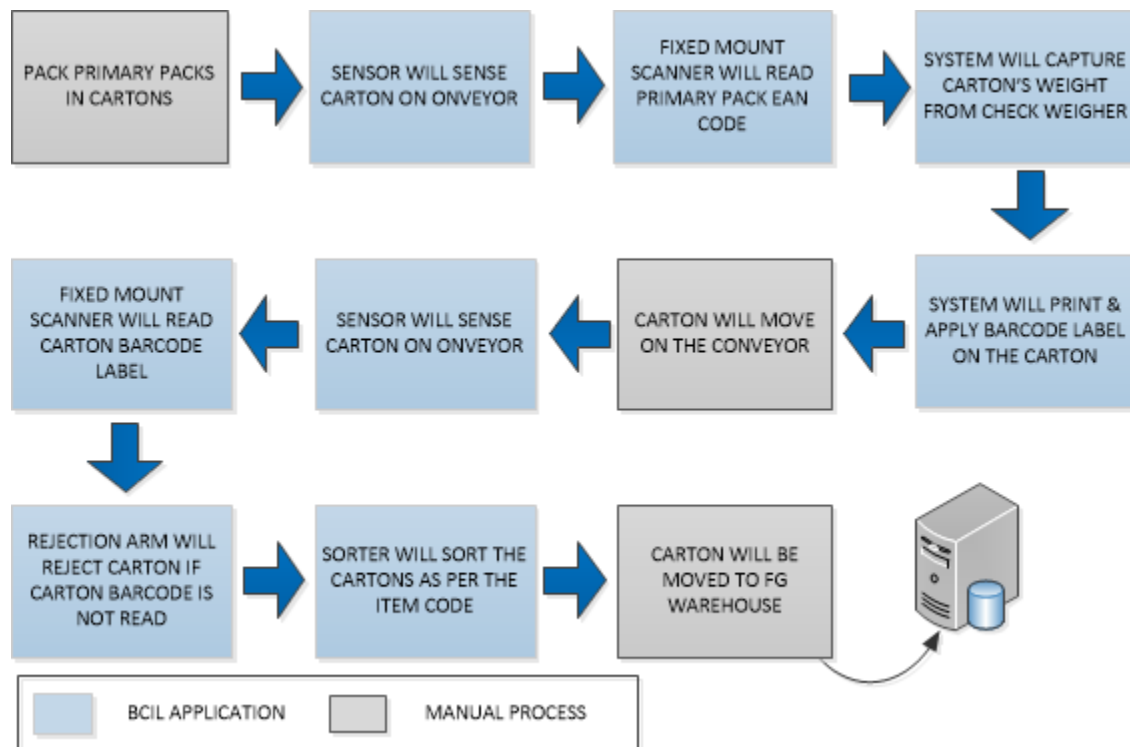 PACK PRIMARY PACKS
IN CARTONS
SENSOR WILL SENSE
CARTON ON ONVEYOR
FIXED MOUNT
SCANNER WILL READ
PRIMARY PACK EAN
CODE
SYSTEM WILL CAPTURE
CARTON'S WEIGHT
FROM CHECK WEIGHER
FIXED MOUNT
SCANNER WILL READ
CARTON BARCODE
LABEL
SENSOR WILL SENSE
CARTON ON ONVEYOR
CARTON WILL MOVE
ON THE CONVEYOR
SYSTEM WILL PRINT &
APPLY BARCODE LABEL
ON THE CARTON
REJECTION ARM WILL
REJECT CARTON IF
CARTON BARCODE IS
NOT READ
SORTER WILL SORT THE
CARTONS AS PER THE
ITEM CODE
CARTON WILL BE
MOVED TO FG
WAREHOUSE
BCIL APPLICATION
MANUAL PROCESS